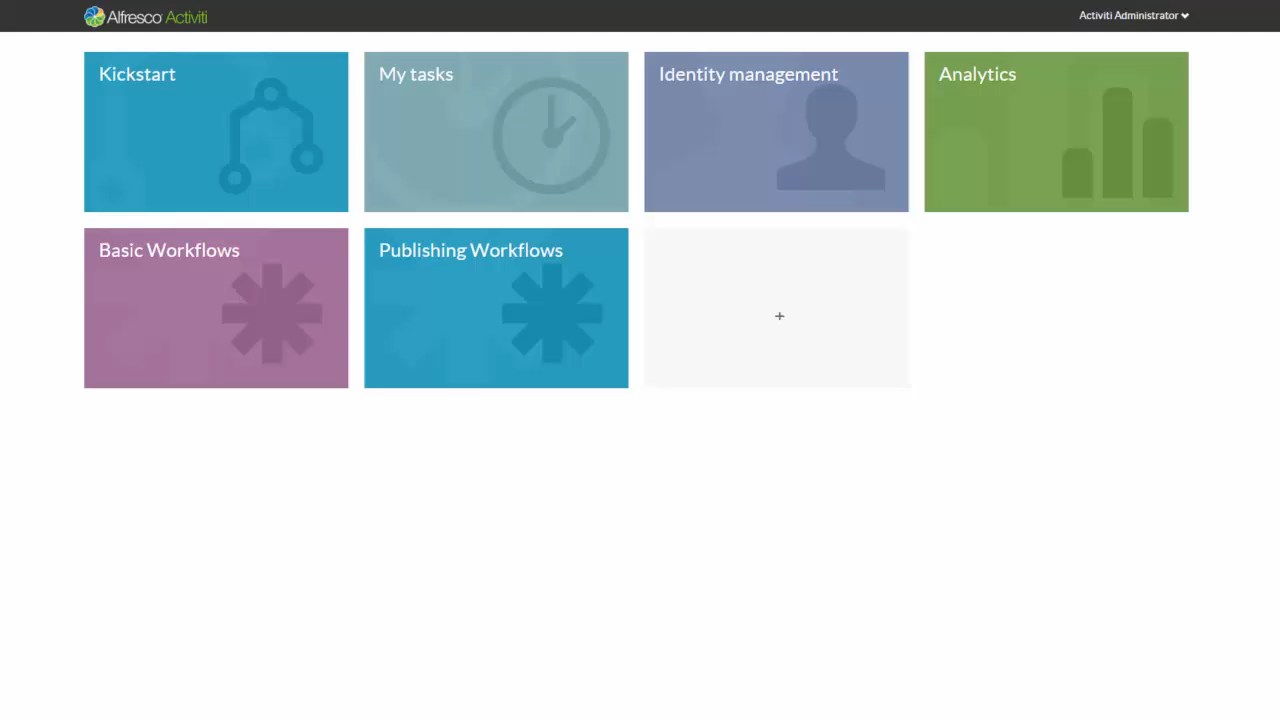 Alfresco Activiti
Activiti Administrator
Kickstart
My tasks
Identity management
Analytics
Basic Workflows
Publishing Workflows
+